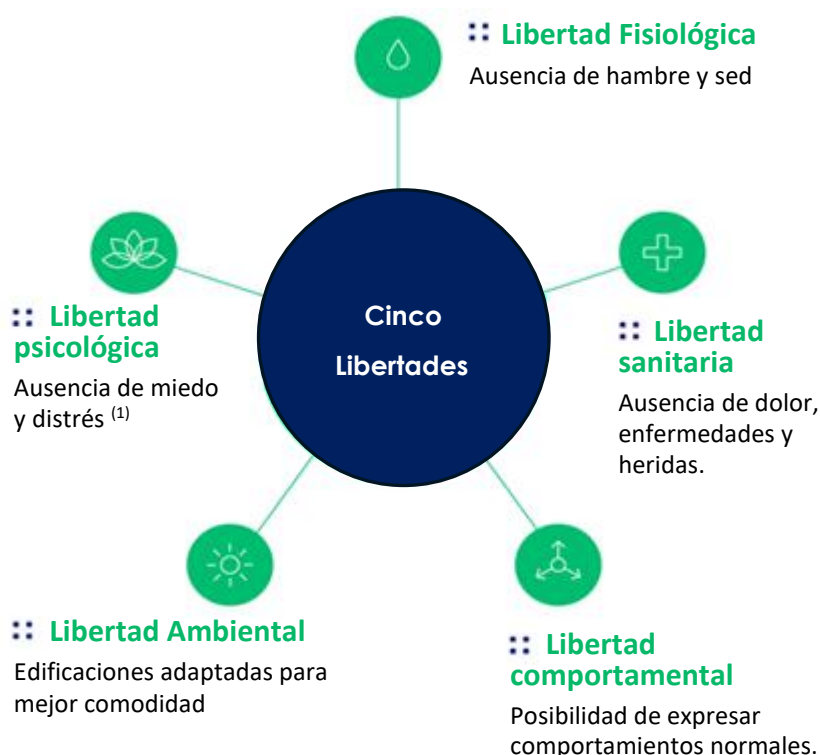 Libertad Fisiológica
Ausencia de hambre y sed
Cinco
Libertades
Libertad
psicológica
Ausencia de miedo
y distrés (1)
Libertad
sanitaria
Ausencia de dolor,
enfermedades y
heridas.
Libertad Ambiental
Edificaciones adaptadas para
mejor comodidad
Libertad
comportamental
Posibilidad de expresar
comportamientos normales.